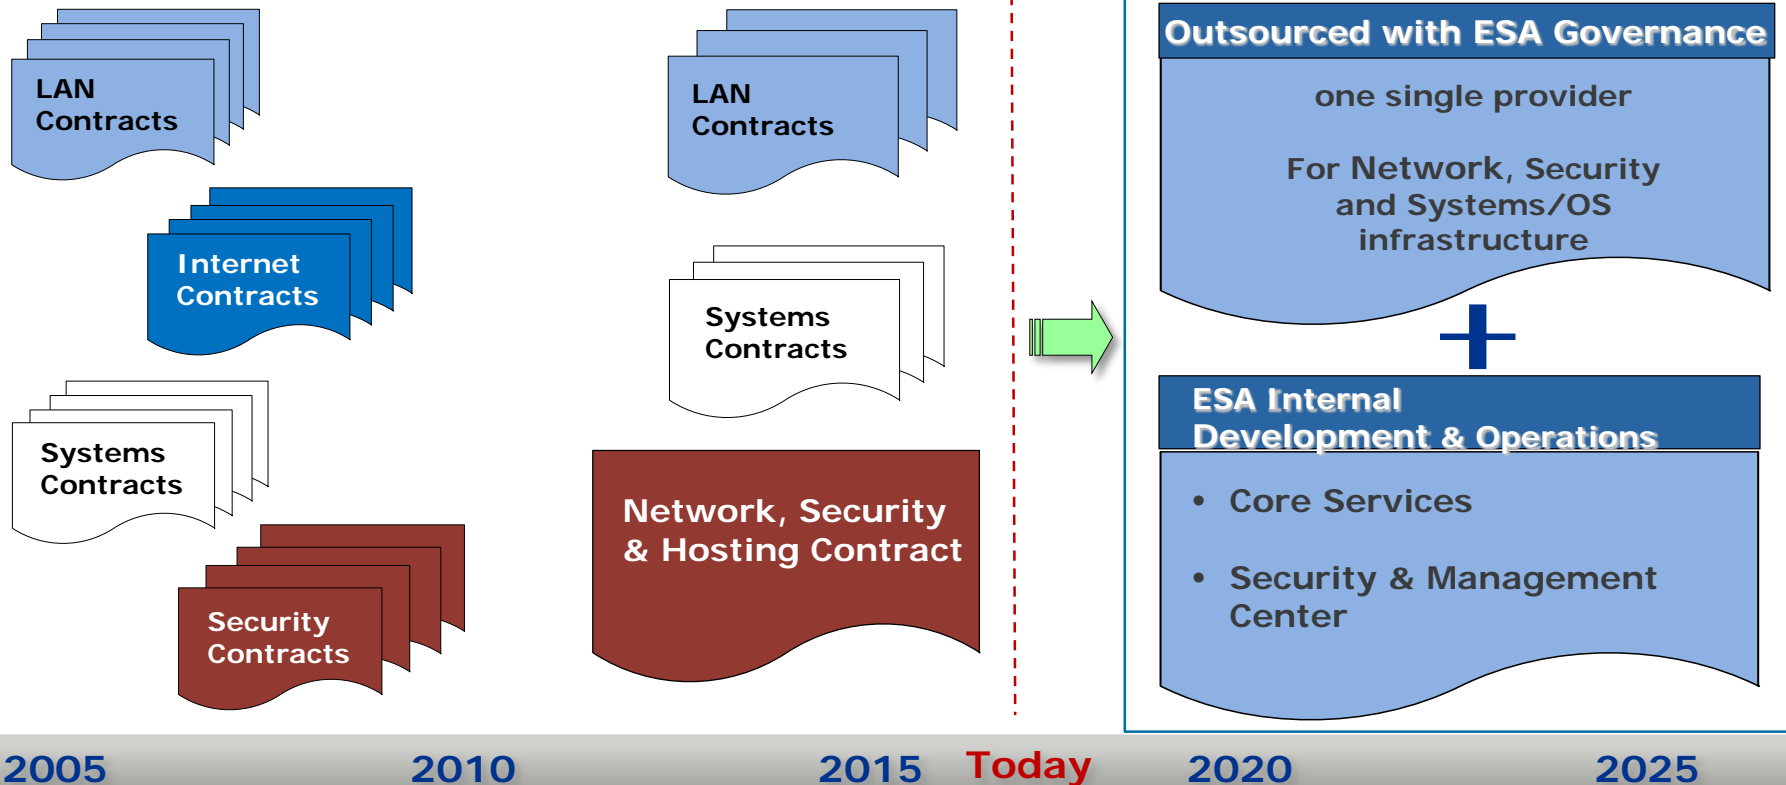 LAN
Contracts
Internet
Contracts
Systems
Contracts
Security
Contracts
LAN
Contracts
Systems
Contracts
Network, Security
& Hosting Contract
Outsourced with ESA Governance
one single provider
For Network, Security
and Systems/OS
infrastructure
+
ESA Internal
Development & Operations
• Core Services
• Security & Management
Center
2005 2010 2015 Today 2020 2025